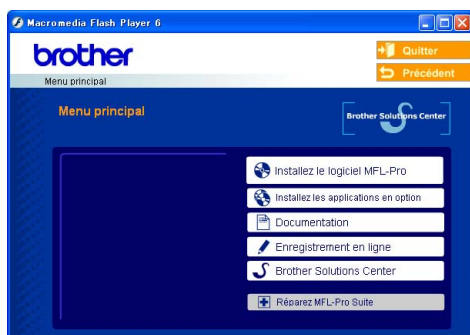 Macromedia Flash Player 6
brother
Quitter
Précédent
Menu principal
Menu principal
Brother Solutions Center
Installez le logiciel MFL-Pro
Installez les applications en option
Documentation
Enregistrement en ligne
Brother Solutions Center
Réparez MFL-Pro Suite